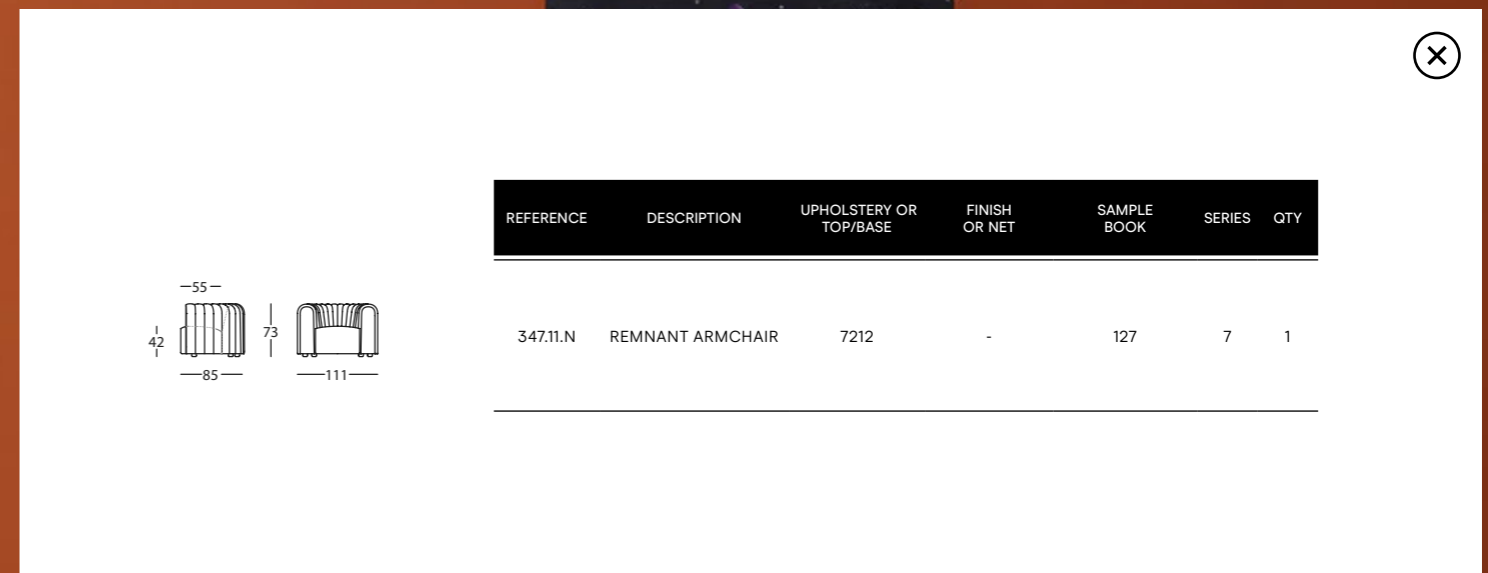 REFERENCE DESCRIPTION UPHOLSTERY OR TOP/BASE FINISH OR NET SAMPLE BOOK SERIES QTY
55
42
73
85
111
347.11.N REMNANT ARMCHAIR 7212 - 127 7 1